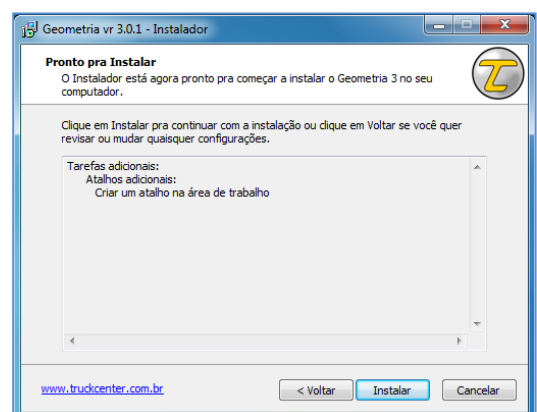 Geometria vr 3.0.1 - Instalador
Pronto pra Instalar
O Instalador está agora pronto pra começar a instalar o Geometria 3 no seu
computador.
Clique em Instalar pra continuar com a instalação ou clique em Voltar se você quer
revisar ou mudar quaisquer configurações.
Tarefas adicionais:
Atalhos adicionais:
Criar um atalho na área de trabalho
www.truckcenter.com.br
< Voltar
Instalar
Cancelar